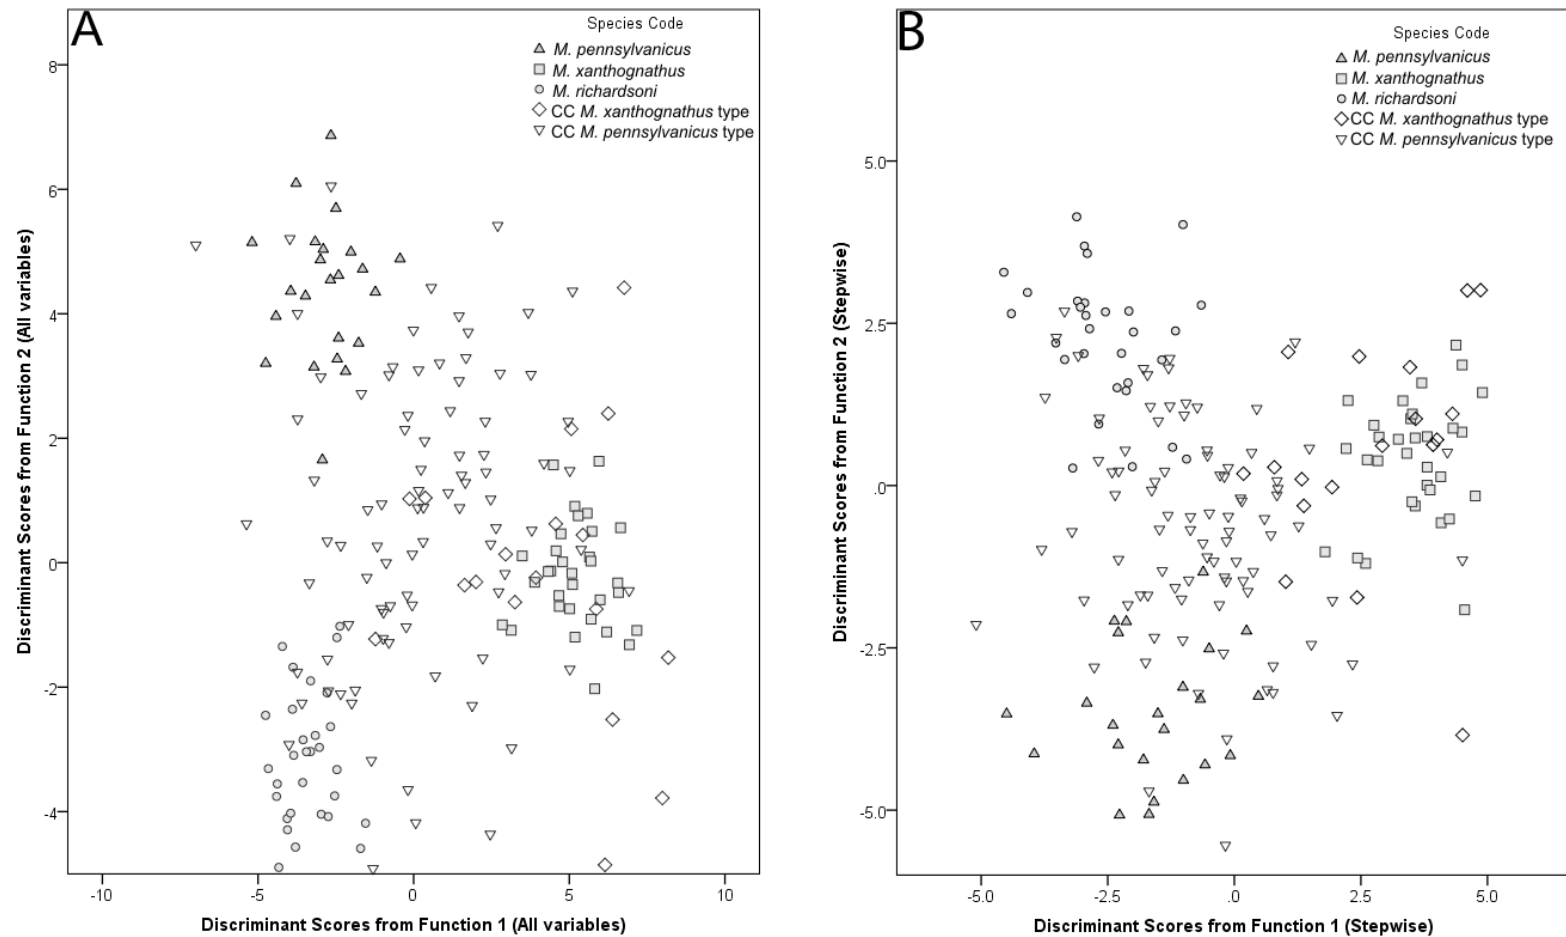 A
Species Code
M. pennsylvanicus
M. xanthognathus
M. richardsoni
CC M. xanthognathus type
CC M. pennsylvanicus type
8
6
4
2
0
-2
-4
Discriminant Scores from Function 2 (All variables)
-10 -5 0 5 10
Discriminant Scores from Function 1 (All variables)
B
Species Code
M. pennsylvanicus
M. xanthognathus
M. richardsoni
CC M. xanthognathus type
CC M. pennsylvanicus type
5.0
2.5
.0
-2.5
-5.0
Discriminant Scores from Function 2 (Stepwise)
-5.0 -2.5 .0 2.5 5.0
Discriminant Scores from Function 1 (Stepwise)